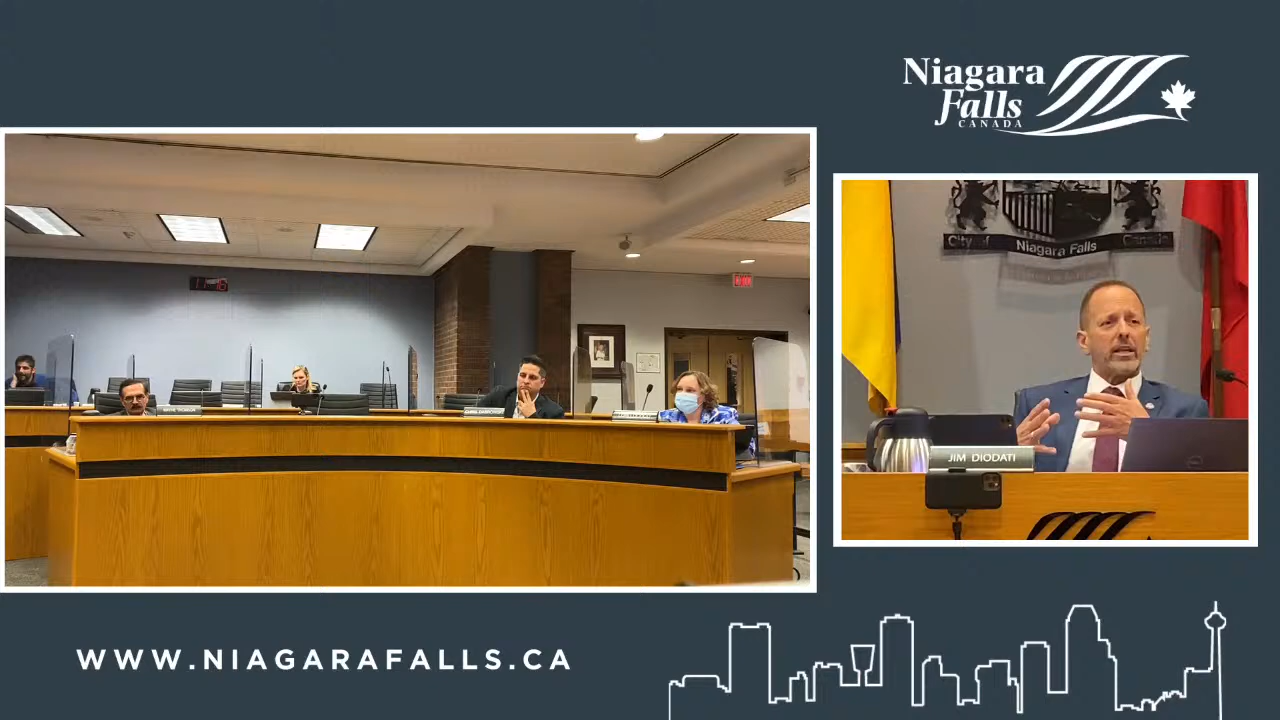 Niagara
Falls
CANADA
City of
Niagara Falls
Canada
JIM DIODATI
WWW.NIAGARAFALLS.CA